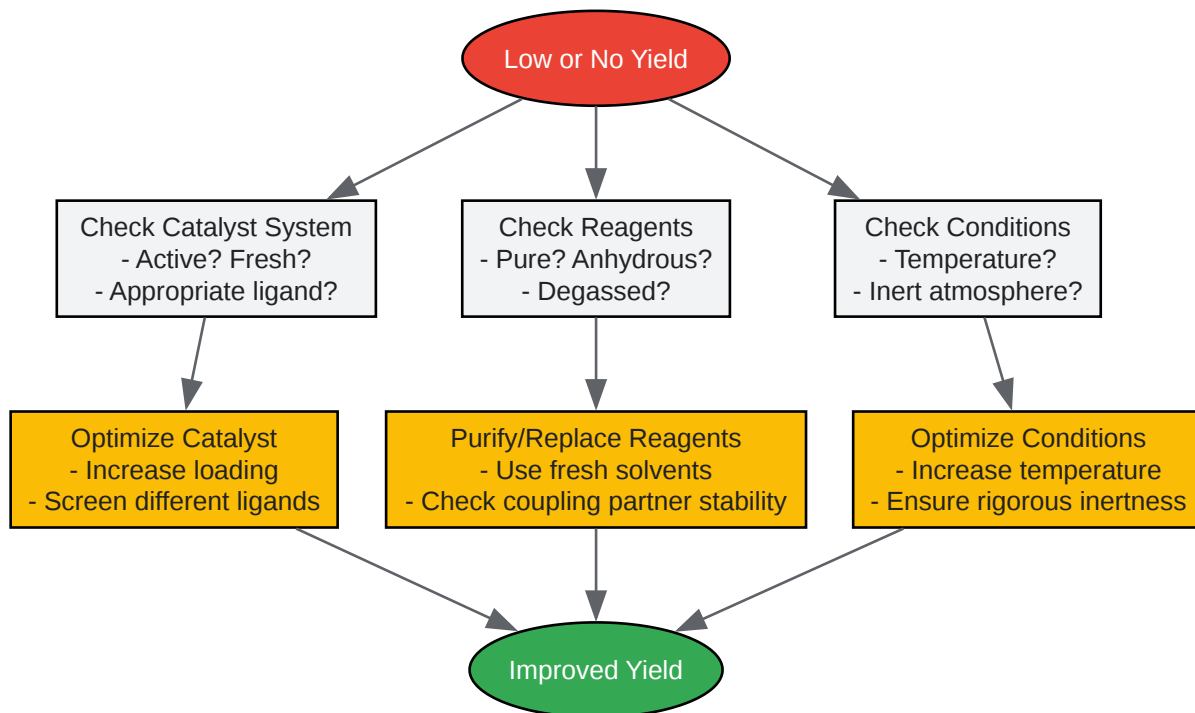 Low or No Yield
Check Catalyst System
- Active? Fresh?
- Appropriate ligand?
Check Reagents
- Pure? Anhydrous?
- Degassed?
Check Conditions
- Temperature?
- Inert atmosphere?
Optimize Catalyst
- Increase loading
- Screen different ligands
Purify/Replace Reagents
- Use fresh solvents
- Check coupling partner stability
Optimize Conditions
- Increase temperature
- Ensure rigorous inertness
Improved Yield